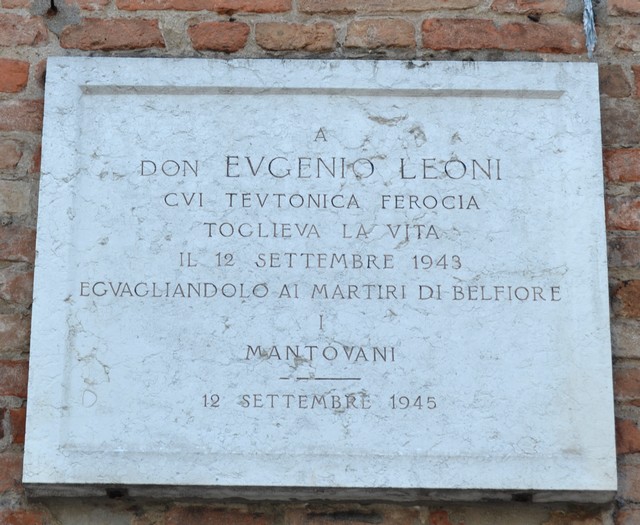 A
DON EVGENIO LEONI
CVI TEVTONICA FEROCIA
TOGLIEVA LA VITA
IL 12 SETTEMBRE 1943
EGVAGLIANDOLO AI MARTIRI DI BELFIORE
I
MANTOVANI
12 SETTEMBRE 1945